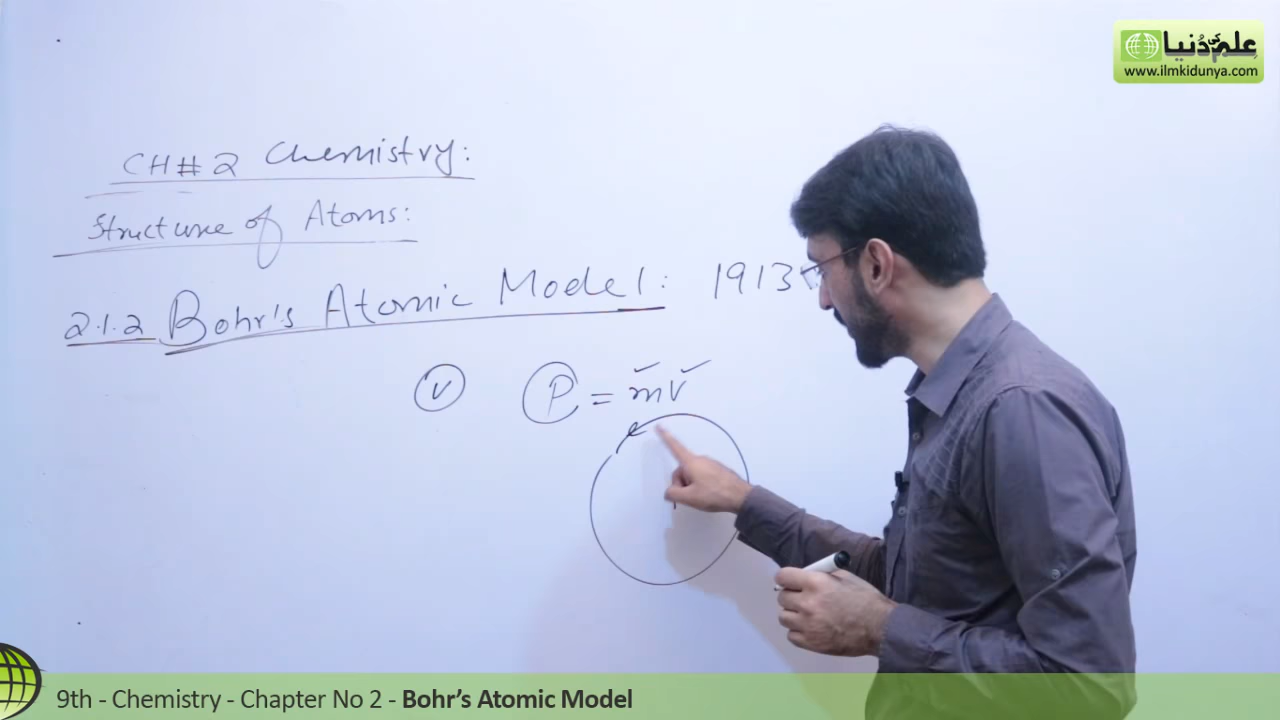 علم کی دُنیا
www.ilmkidunya.com
CH# 2 Chemistry:
Structure of Atoms:
2.1.2 Bohr's Atomic Model: 1913
v P = mv
e
9th - Chemistry - Chapter No 2 - Bohr's Atomic Model